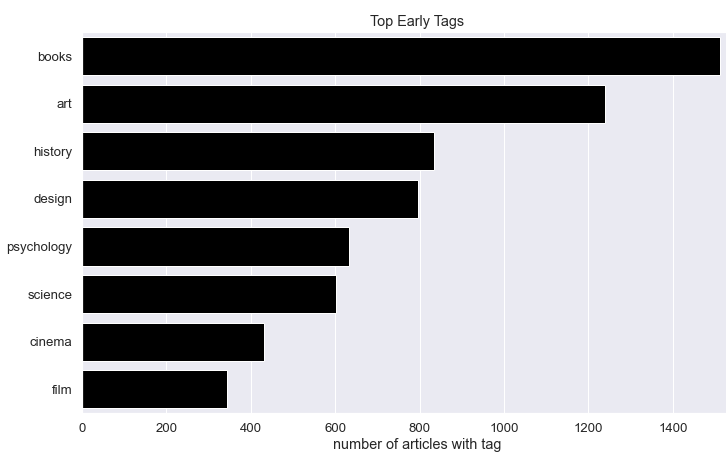 Top Early Tags
books
art
history
design
psychology
science
cinema
film
0 200 400 600 800 1000 1200 1400
number of articles with tag